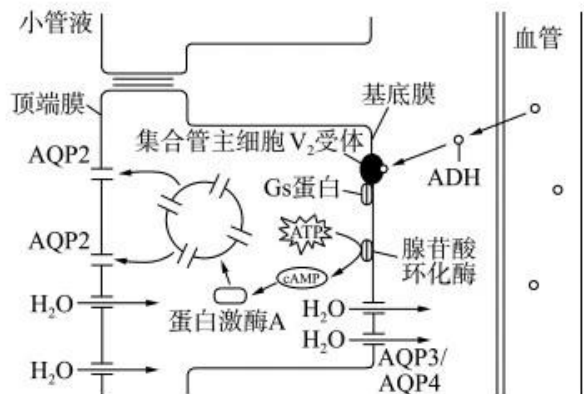 小管液
血管
顶端膜
基底膜
集合管主细胞 V₂受体
AQP2
ADH
Gs蛋白
ATP
AQP2
腺苷酸
环化酶
cAMP
H₂O
蛋白激酶A
H₂O
H₂O
H₂O
AQP3/
AQP4